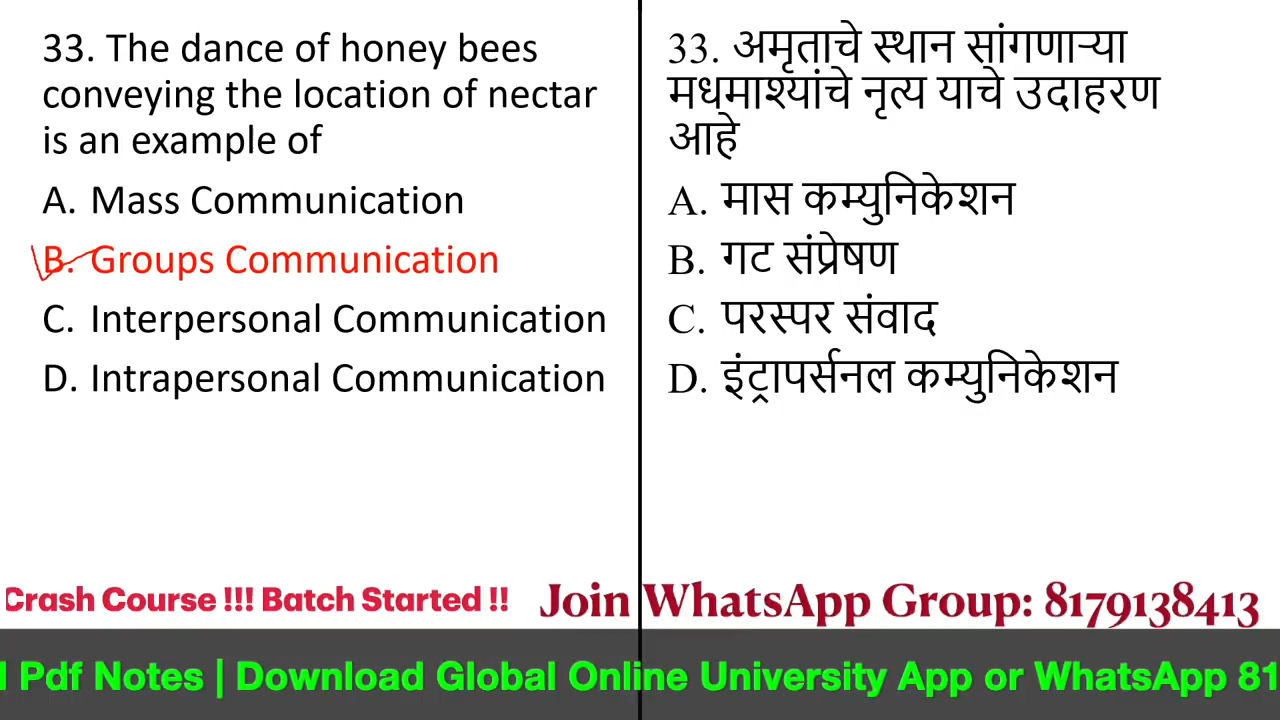 33. The dance of honey bees
conveying the location of nectar
is an example of
A. Mass Communication
B. Groups Communication
C. Interpersonal Communication
D. Intrapersonal Communication
33. अमृताचे स्थान सांगणाऱ्या
मधमाश्यांचे नृत्य याचे उदाहरण
आहे
A. मास कम्युनिकेशन
B. गट संप्रेषण
C. परस्पर संवाद
D. इंट्रापर्सनल कम्युनिकेशन
Crash Course !!! Batch Started !!
Join WhatsApp Group: 8179138413
Pdf Notes | Download Global Online University App or WhatsApp 81